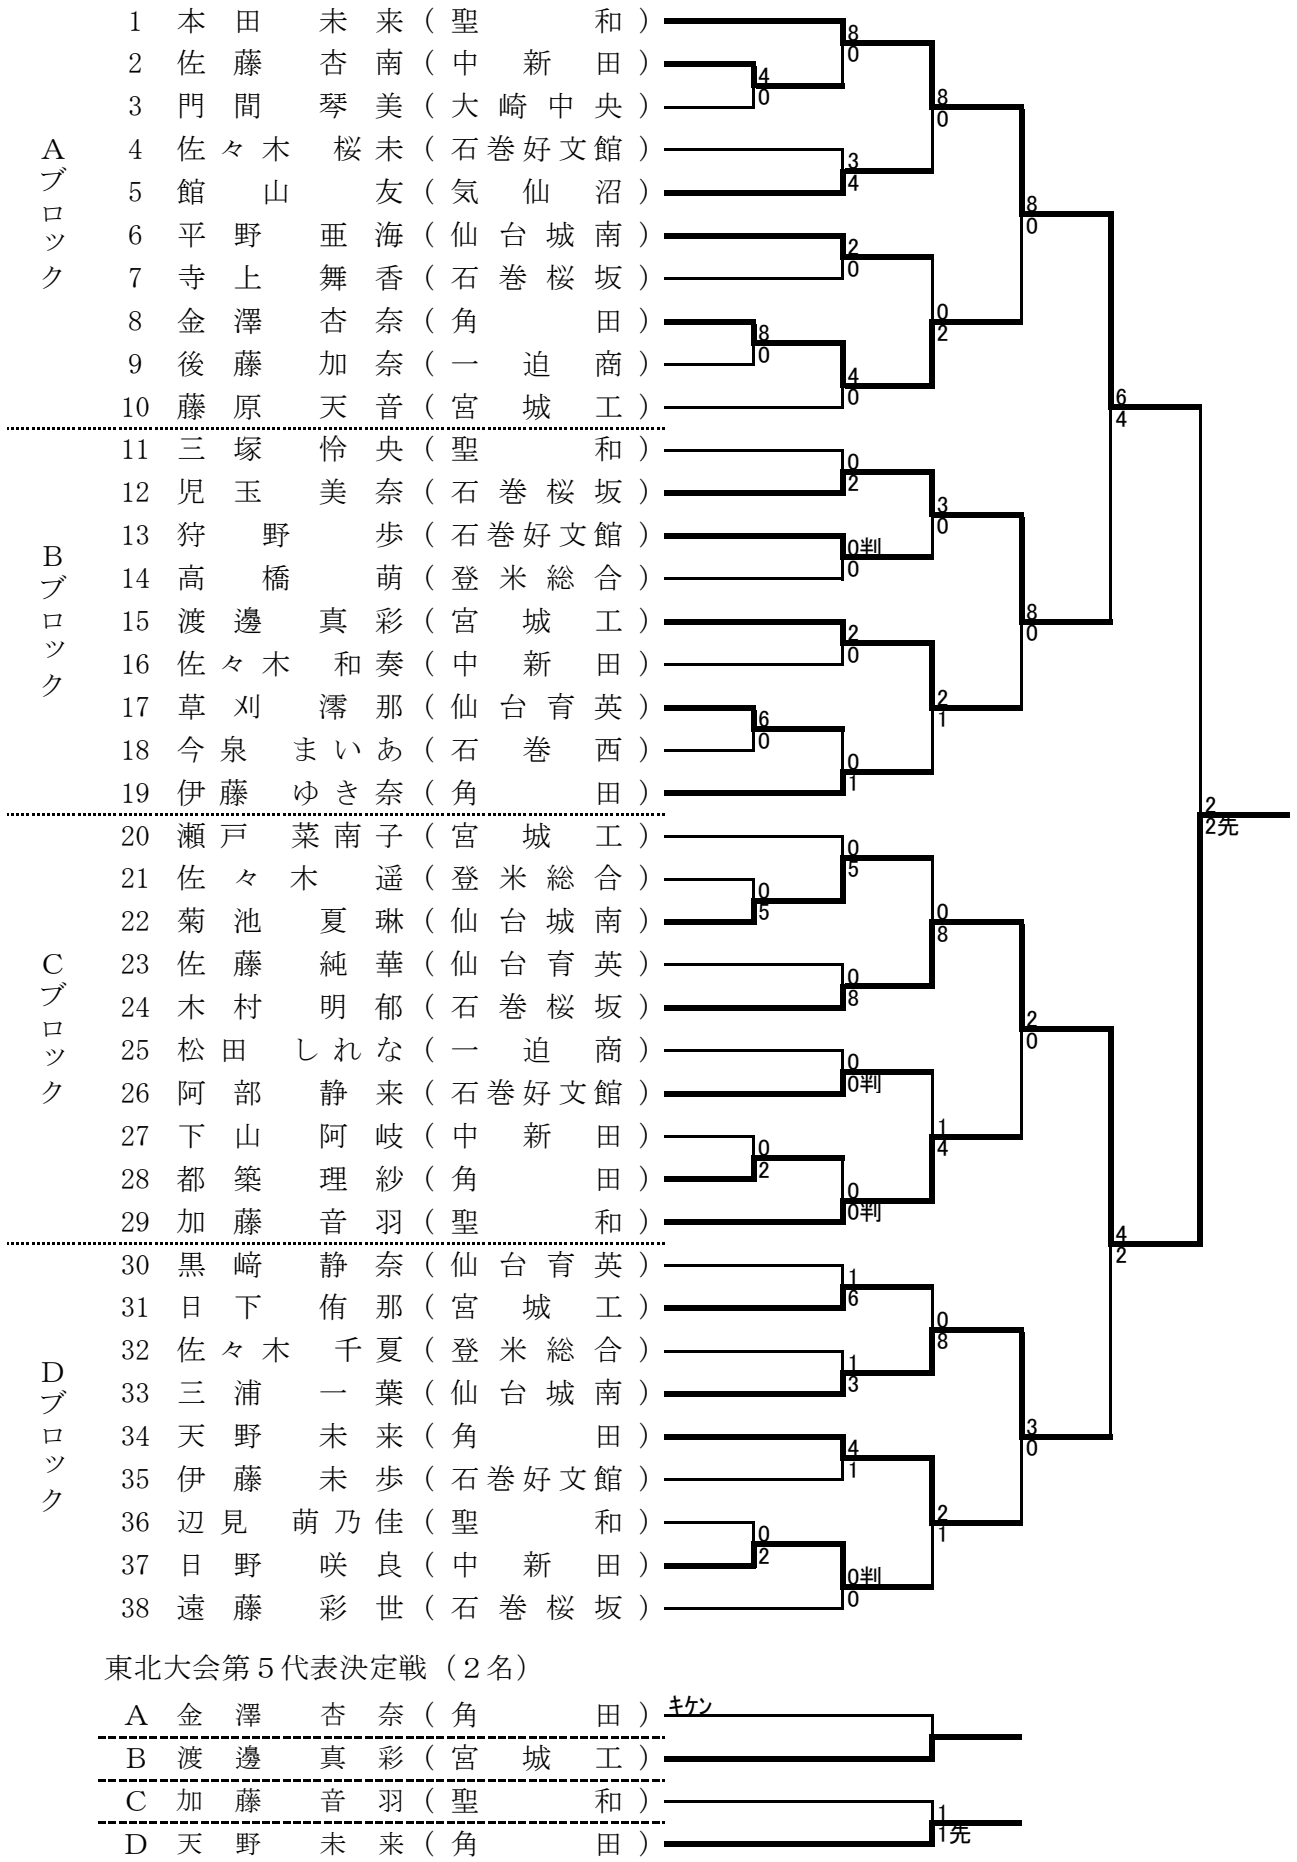 Aブロック
1 本田 未来 (聖和)
2 佐藤 杏南 (中新田)
3 門間 琴美 (大崎中央)
4 佐々木 桜未 (石巻好文館)
5 館山 友 (気仙沼)
6 平野 亜海 (仙台城南)
7 寺上 舞香 (石巻桜坂)
8 金澤 杏奈 (角田)
9 後藤 加奈 (一迫商)
10 藤原 天音 (宮城工)
8 0
4 0
8 0
3 4
8 0
2 0
0 2
8 0
4 0
6 4
Bブロック
11 三塚 怜央 (聖和)
12 児玉 美奈 (石巻桜坂)
13 狩野 歩 (石巻好文館)
14 高橋 萌 (登米総合)
15 渡邊 真彩 (宮城工)
16 佐々木 和奏 (中新田)
17 草刈 澪那 (仙台育英)
18 今泉 まいあ (石巻西)
19 伊藤 ゆき奈 (角田)
0 2
3 0
0判 0
8 0
2 0
2 1
6 0
0 1
2 2先
Cブロック
20 瀬戸 菜南子 (宮城工)
21 佐々木 遥 (登米総合)
22 菊池 夏琳 (仙台城南)
23 佐藤 純華 (仙台育英)
24 木村 明郁 (石巻桜坂)
25 松田 しれな (一迫商)
26 阿部 静来 (石巻好文館)
27 下山 阿岐 (中新田)
28 都築 理紗 (角田)
29 加藤 音羽 (聖和)
0 5
0 5
0 8
0 8
2 0
0 0判
1 4
0 2
0 0判
4 2
Dブロック
30 黒﨑 静奈 (仙台育英)
31 日下 侑那 (宮城工)
32 佐々木 千夏 (登米総合)
33 三浦 一葉 (仙台城南)
34 天野 未来 (角田)
35 伊藤 未歩 (石巻好文館)
36 辺見 萌乃佳 (聖和)
37 日野 咲良 (中新田)
38 遠藤 彩世 (石巻桜坂)
1 6
0 8
1 3
3 0
4 1
2 1
0 2
0判 0
東北大会第5代表決定戦(2名)
A 金澤 杏奈 (角田) キケン
B 渡邊 真彩 (宮城工)
C 加藤 音羽 (聖和) 1
D 天野 未来 (角田) 1先